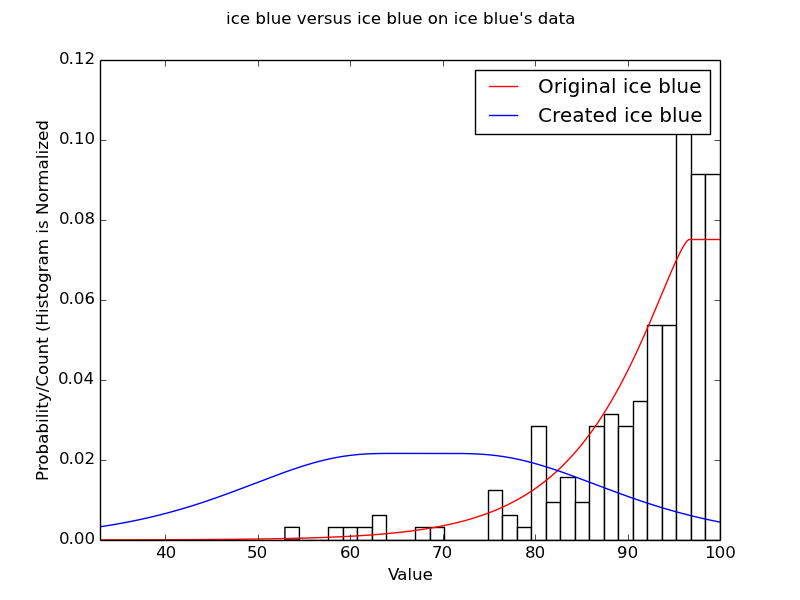 ice blue versus ice blue on ice blue's data
0.12
0.10
0.08
0.06
0.04
0.02
0.00
Probability/Count (Histogram is Normalized
Original ice blue
Created ice blue
40 50 60 70 80 90 100
Value